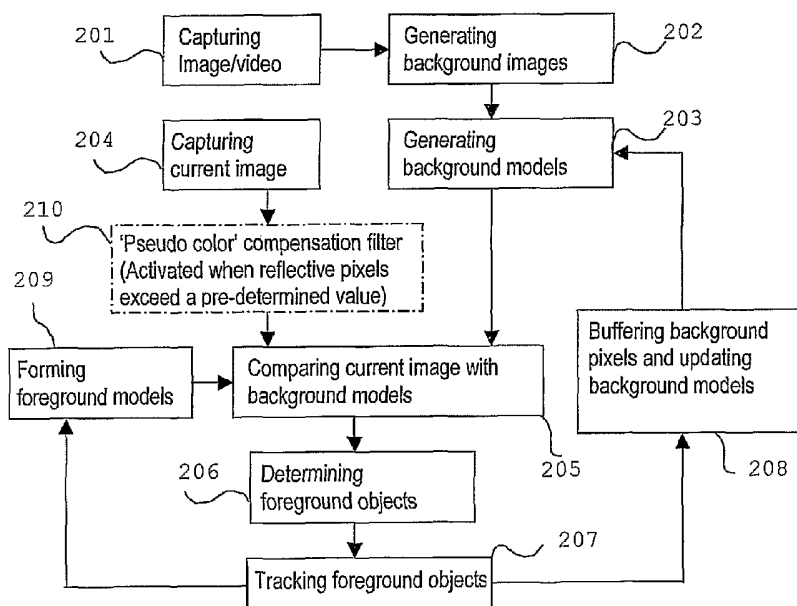 201
Capturing
Image/video
Generating
background images
202
204
Capturing
current image
Generating
background models
203
210
'Pseudo color' compensation filter
(Activated when reflective pixels
exceed a pre-determined value)
209
Forming
foreground models
Comparing current image with
background models
205
Buffering background
pixels and updating
background models
208
206
Determining
foreground objects
207
Tracking foreground objects